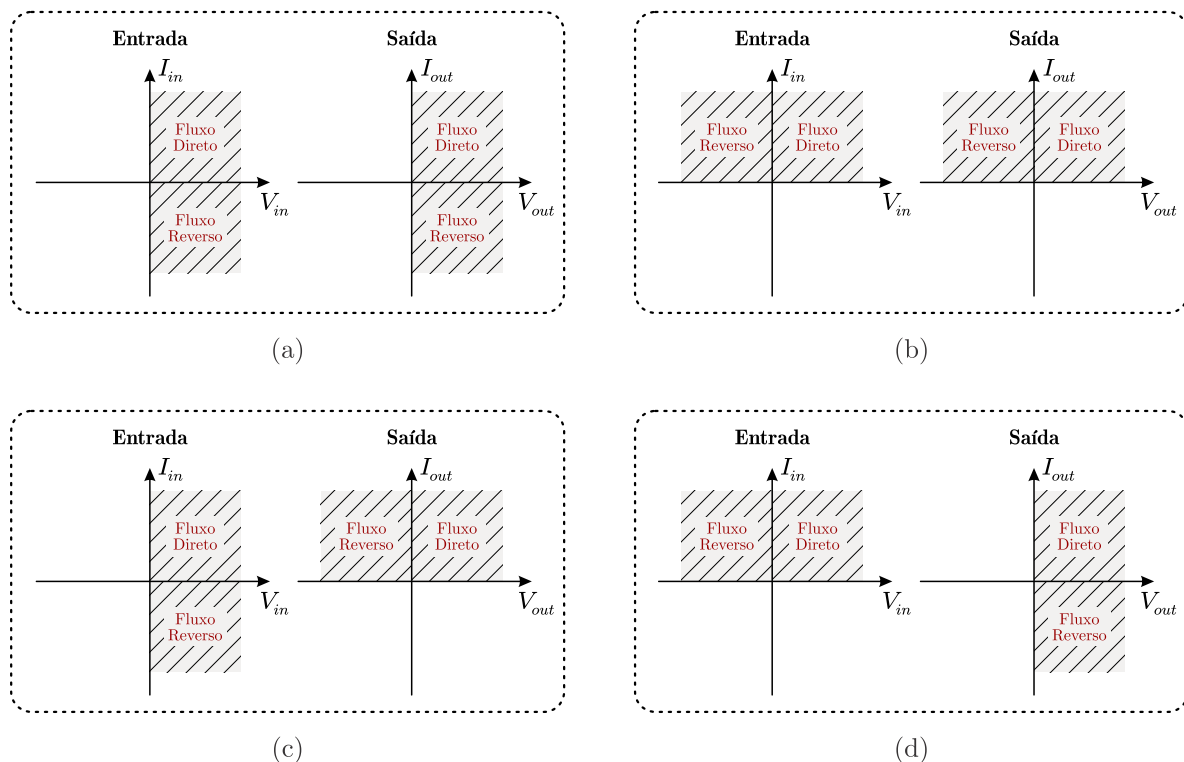 Entrada
Saída
I_in
I_out
Fluxo
Direto
Fluxo
Direto
V_in
V_out
Fluxo
Reverso
Fluxo
Reverso
(a)
Entrada
Saída
I_in
I_out
Fluxo
Reverso
Fluxo
Direto
Fluxo
Reverso
Fluxo
Direto
V_in
V_out
(b)
Entrada
Saída
I_in
I_out
Fluxo
Direto
Fluxo
Reverso
Fluxo
Direto
V_in
V_out
Fluxo
Reverso
(c)
Entrada
Saída
I_in
I_out
Fluxo
Reverso
Fluxo
Direto
Fluxo
Direto
V_in
V_out
Fluxo
Reverso
(d)